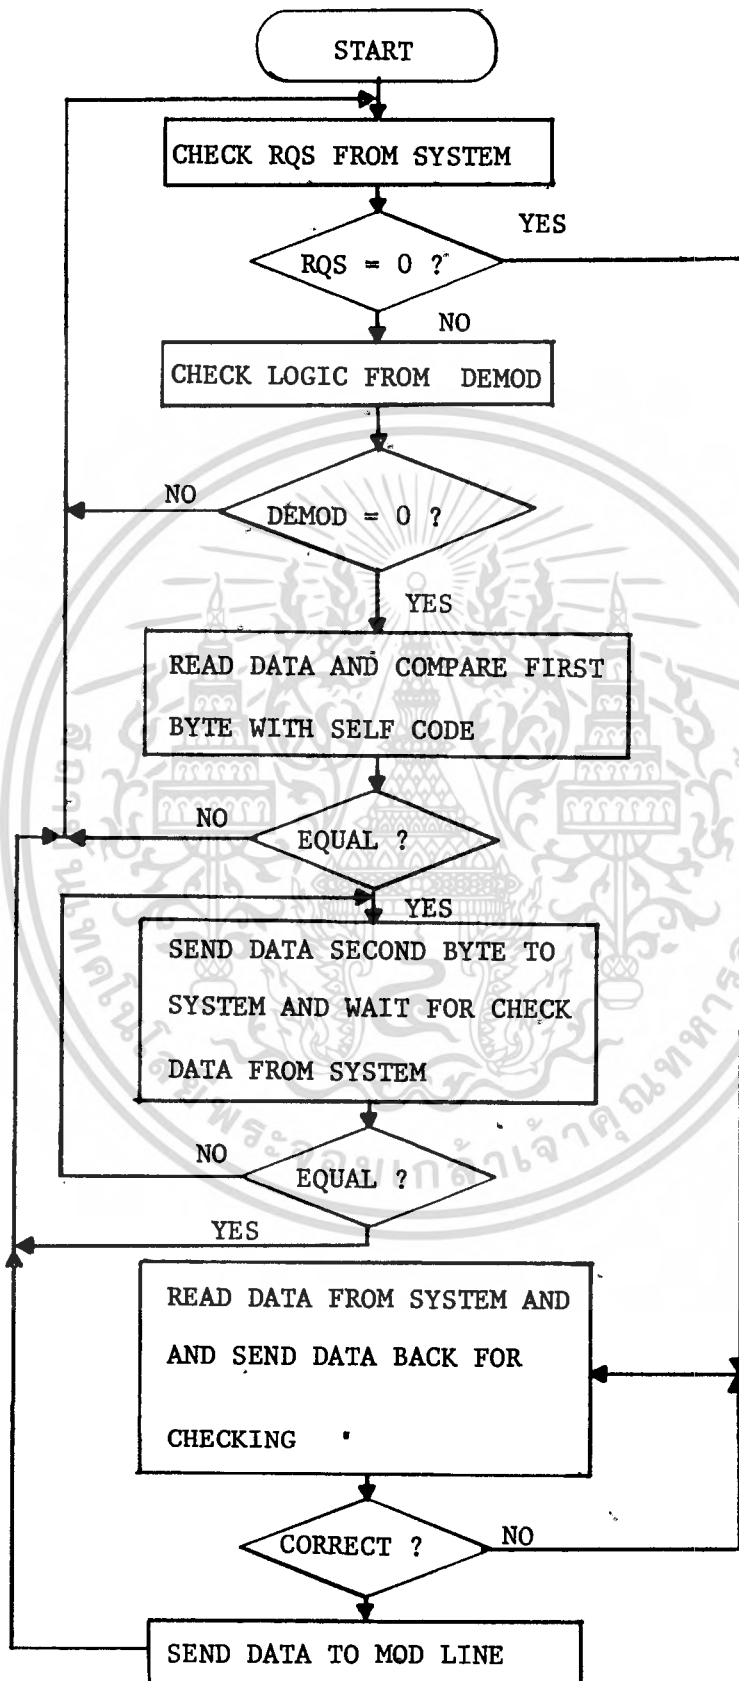 START
CHECK RQS FROM SYSTEM
YES
RQS = 0 ?
NO
CHECK LOGIC FROM DEMOD
NO
DEMOD = 0 ?
YES
READ DATA AND COMPARE FIRST
BYTE WITH SELF CODE
NO
EQUAL ?
YES
SEND DATA SECOND BYTE TO
SYSTEM AND WAIT FOR CHECK
DATA FROM SYSTEM
NO
EQUAL ?
YES
READ DATA FROM SYSTEM AND
AND SEND DATA BACK FOR
CHECKING
CORRECT ?
NO
SEND DATA TO MOD LINE